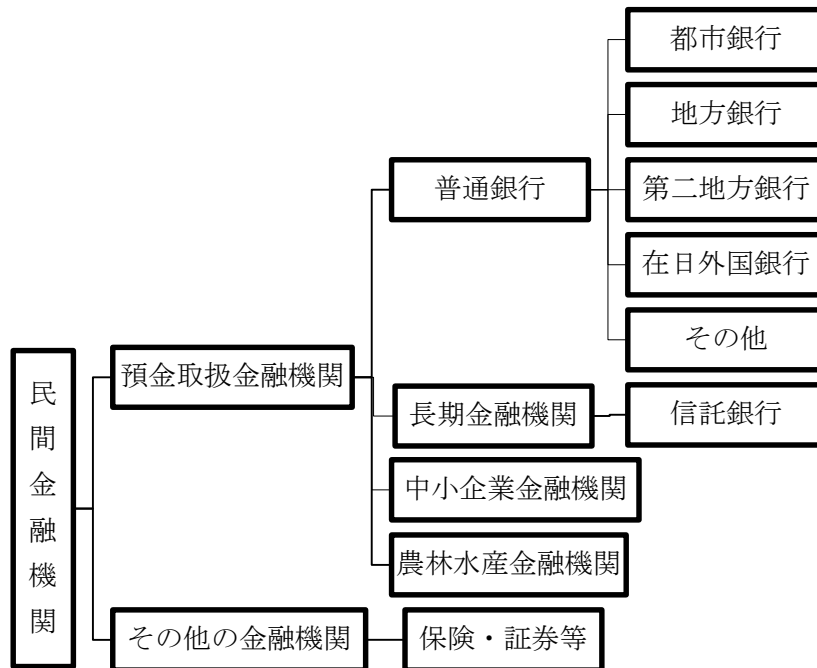 都市銀行
地方銀行
普通銀行
第二地方銀行
在日外国銀行
その他
民間金融機関
預金取扱金融機関
長期金融機関
信託銀行
中小企業金融機関
農林水産金融機関
その他の金融機関
保険・証券等